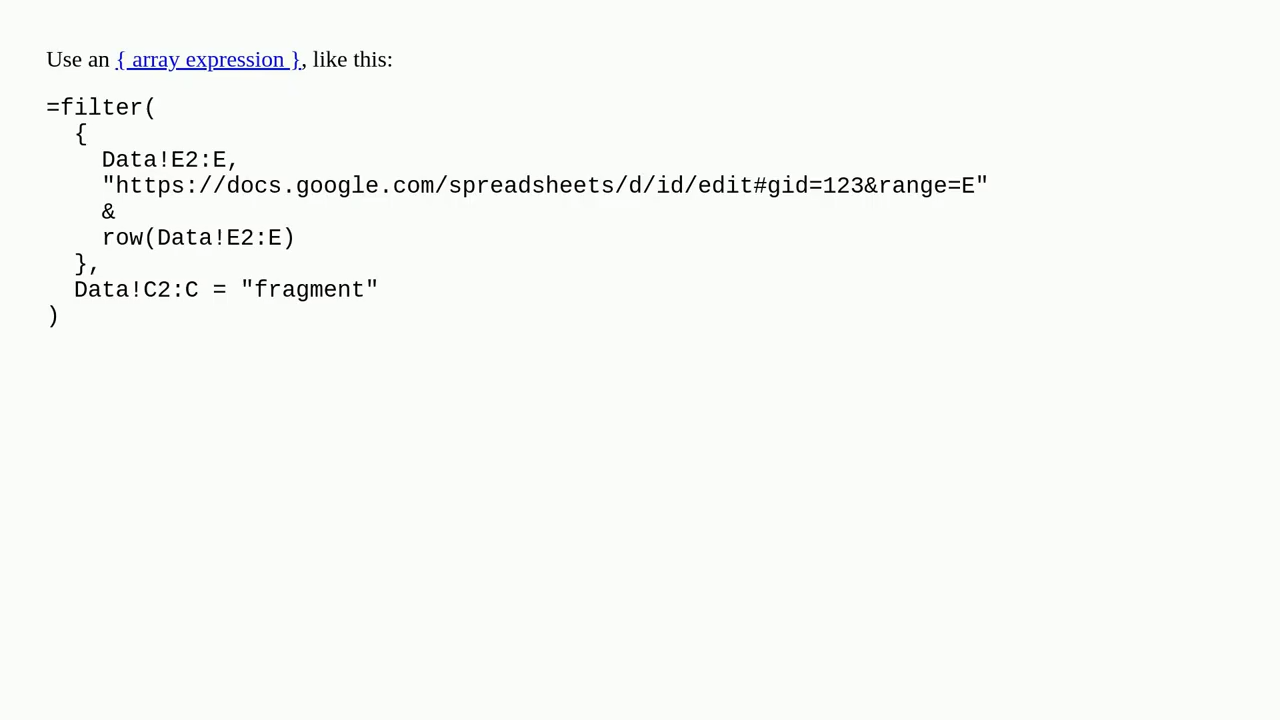 Use an { array expression }, like this:
=filter(
  {
    Data!E2:E,
    "https://docs.google.com/spreadsheets/d/id/edit#gid=123&range=E"
    &
    row(Data!E2:E)
  },
  Data!C2:C = "fragment"
)